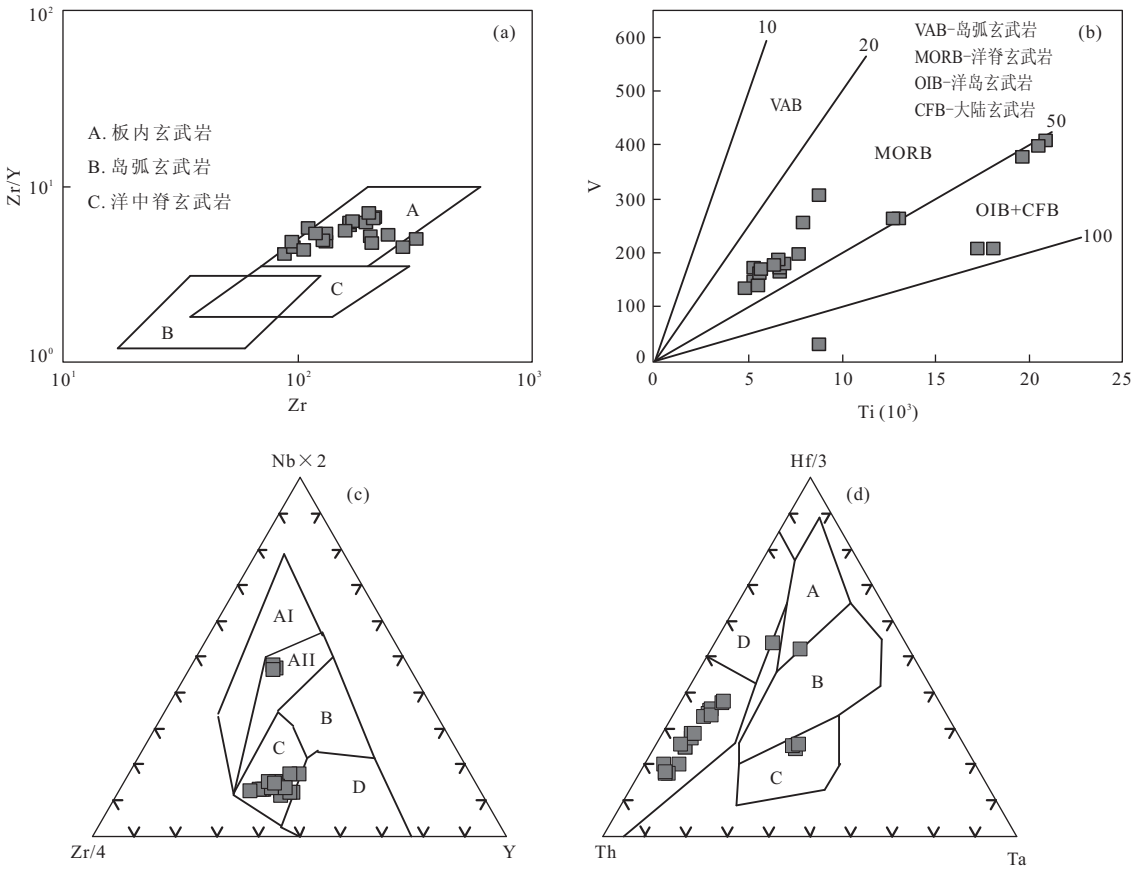 10²
(a)
A. 板内玄武岩
B. 岛弧玄武岩
C. 洋中脊玄武岩
Zr/Y
10¹
A
C
B
10⁰
10¹
10²
10³
Zr
600
500
400
300
200
100
0
V
10
20
VAB-岛弧玄武岩
(b)
MORB-洋脊玄武岩
OIB-洋岛玄武岩
CFB-大陆玄武岩
VAB
50
MORB
OIB+CFB
100
0
5
10
15
20
25
Ti (10³)
Nb×2
(c)
AI
AII
B
C
D
Zr/4
Y
Hf/3
(d)
A
D
B
C
Th
Ta